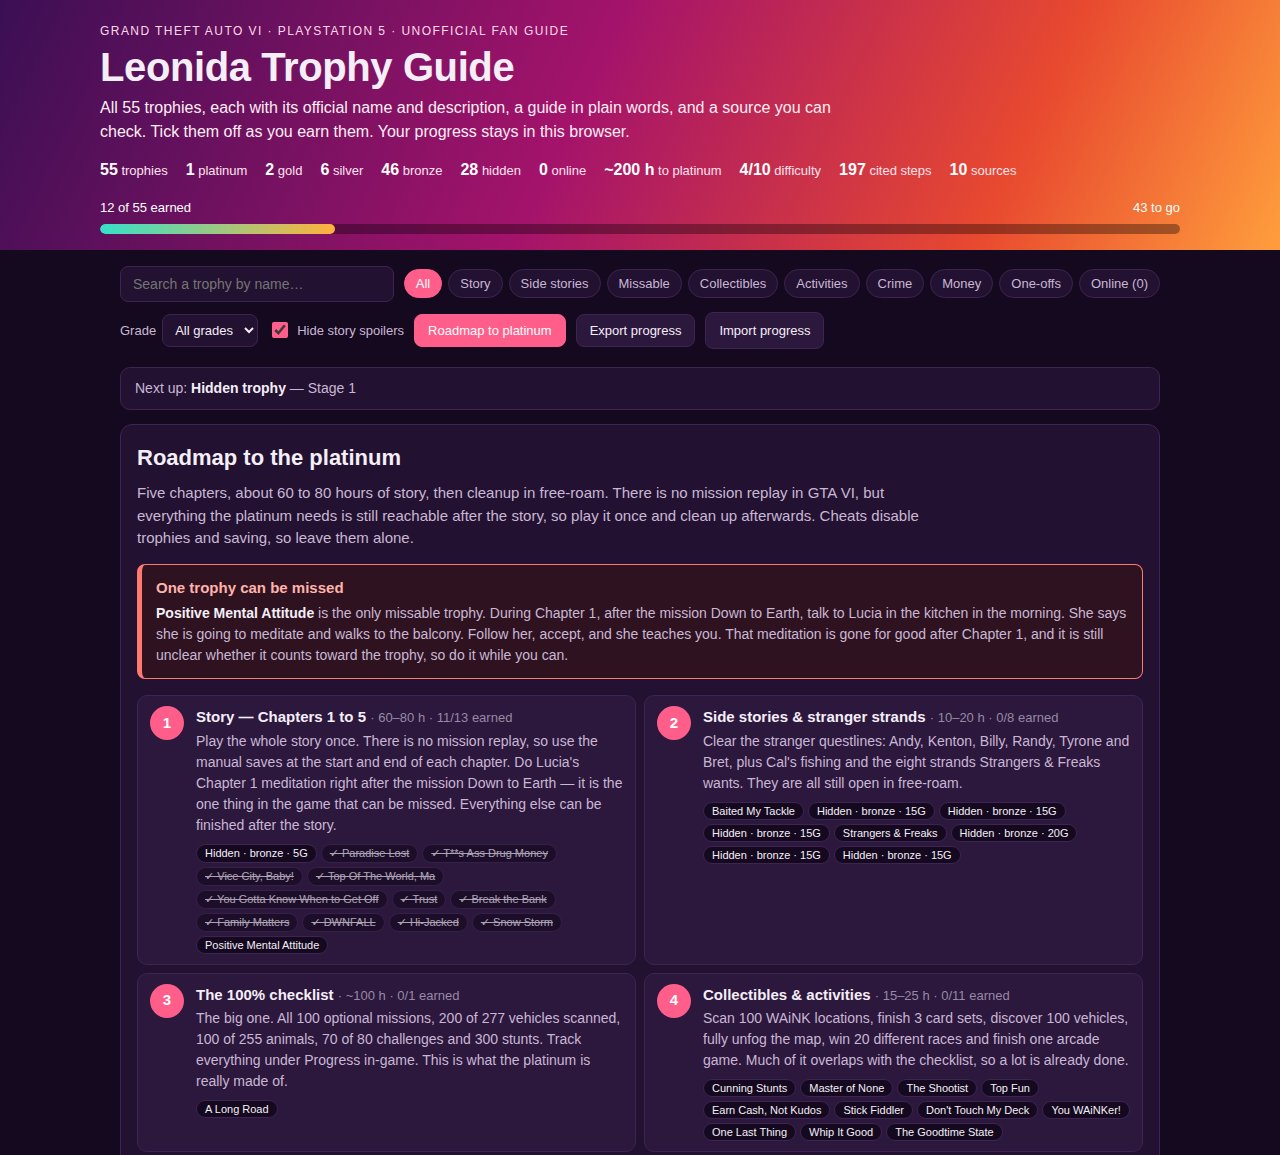 GRAND THEFT AUTO VI · PLAYSTATION 5 · UNOFFICIAL FAN GUIDE
Leonida Trophy Guide
All 55 trophies, each with its official name and description, a guide in plain words, and a source you can
check. Tick them off as you earn them. Your progress stays in this browser.
55 trophies 1 platinum 2 gold 6 silver 46 bronze 28 hidden 0 online ~200 h to platinum 4/10 difficulty 197 cited steps 10 sources
12 of 55 earned 43 to go
Search a trophy by name… All Story Side stories Missable Collectibles Activities Crime Money One-offs Online (0)
Grade All grades Hide story spoilers Roadmap to platinum Export progress Import progress
Next up: Hidden trophy — Stage 1
Roadmap to the platinum
Five chapters, about 60 to 80 hours of story, then cleanup in free-roam. There is no mission replay in GTA VI, but
everything the platinum needs is still reachable after the story, so play it once and clean up afterwards. Cheats disable
trophies and saving, so leave them alone.
One trophy can be missed
Positive Mental Attitude is the only missable trophy. During Chapter 1, after the mission Down to Earth, talk to Lucia in the kitchen in the morning. She says
she is going to meditate and walks to the balcony. Follow her, accept, and she teaches you. That meditation is gone for good after Chapter 1, and it is still
unclear whether it counts toward the trophy, so do it while you can.
1
Story — Chapters 1 to 5 · 60–80 h · 11/13 earned
Play the whole story once. There is no mission replay, so use the
manual saves at the start and end of each chapter. Do Lucia's
Chapter 1 meditation right after the mission Down to Earth — it is the
one thing in the game that can be missed. Everything else can be
finished after the story.
Hidden · bronze · 5G ✓ Paradise Lost ✓ T**s Ass Drug Money
✓ Vice City, Baby! ✓ Top Of The World, Ma
✓ You Gotta Know When to Get Off ✓ Trust ✓ Break the Bank
✓ Family Matters ✓ DWNFALL ✓ Hi-Jacked ✓ Snow Storm
Positive Mental Attitude
2
Side stories & stranger strands · 10–20 h · 0/8 earned
Clear the stranger questlines: Andy, Kenton, Billy, Randy, Tyrone and
Bret, plus Cal's fishing and the eight strands Strangers & Freaks
wants. They are all still open in free-roam.
Baited My Tackle Hidden · bronze · 15G Hidden · bronze · 15G
Hidden · bronze · 15G Strangers & Freaks Hidden · bronze · 20G
Hidden · bronze · 15G Hidden · bronze · 15G
3
The 100% checklist · ~100 h · 0/1 earned
The big one. All 100 optional missions, 200 of 277 vehicles scanned,
100 of 255 animals, 70 of 80 challenges and 300 stunts. Track
everything under Progress in-game. This is what the platinum is
really made of.
A Long Road
4
Collectibles & activities · 15–25 h · 0/11 earned
Scan 100 WAiNK locations, finish 3 card sets, discover 100 vehicles,
fully unfog the map, win 20 different races and finish one arcade
game. Much of it overlaps with the checklist, so a lot is already done.
Cunning Stunts Master of None The Shootist Top Fun
Earn Cash, Not Kudos Stick Fiddler Don't Touch My Deck You WAiNKer!
One Last Thing Whip It Good The Goodtime State